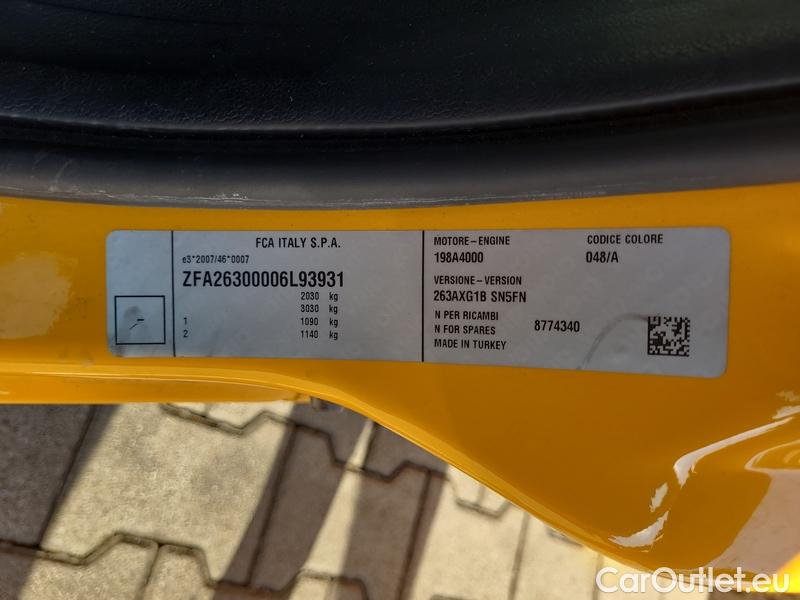 FCA ITALY S.P.A.
e3*2007/46*0007
ZFA26300006L93931
2030 kg
3030 kg
1 1090 kg
2 1140 kg
MOTORE-ENGINE
198A4000
CODICE COLORE
048/A
VERSIONE-VERSION
263AXG1B SN5FN
N PER RICAMBI
N FOR SPARES
8774340
MADE IN TURKEY
CarOutlet.eu